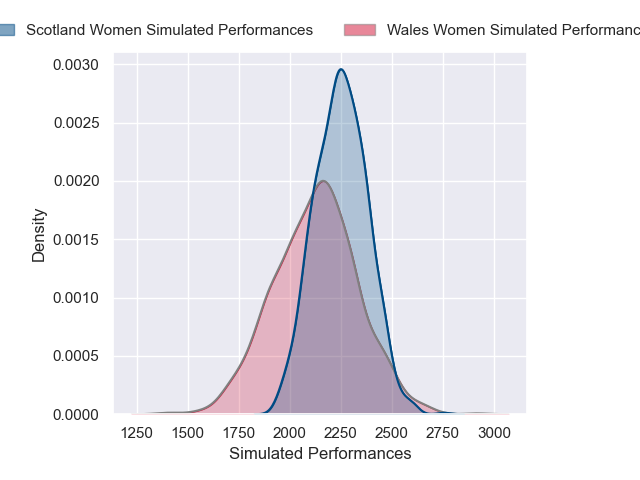 Scotland Women Simulated Performances Wales Women Simulated Performanc
0.0030
0.0025
0.0020
0.0015
0.0010
0.0005
0.0000
Density
1250 1500 1750 2000 2250 2500 2750 3000
Simulated Performances